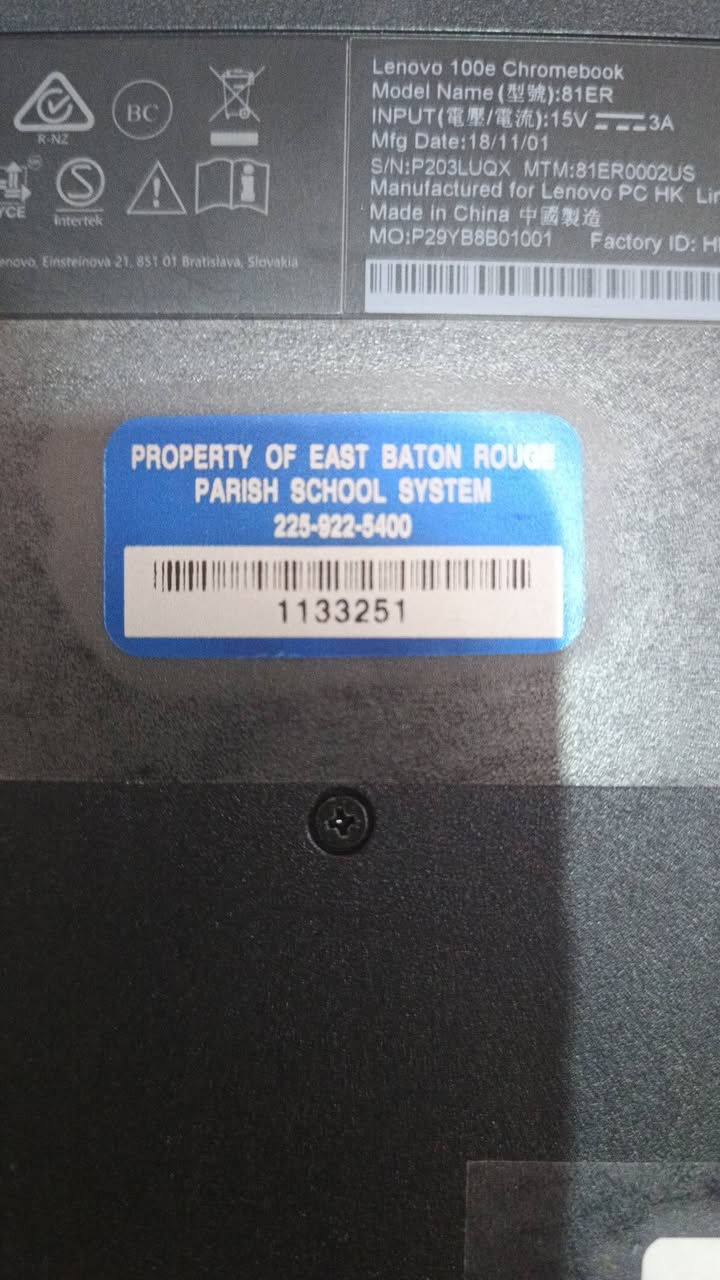 R-NZ
BC
YCE
Intertek
enovo, Einsteinova 21, 851 01 Bratislava, Slovakia
Lenovo 100e Chromebook
Model Name(型號):81ER
INPUT(電壓/電流):15V 3A
Mfg Date:18/11/01
S/N:P203LUQX MTM:81ER0002US
Manufactured for Lenovo PC HK
Made in China 中國製造
MO:P29YB8B01001 Factory ID:
PROPERTY OF EAST BATON ROUGE
PARISH SCHOOL SYSTEM
225-922-5400
1133251